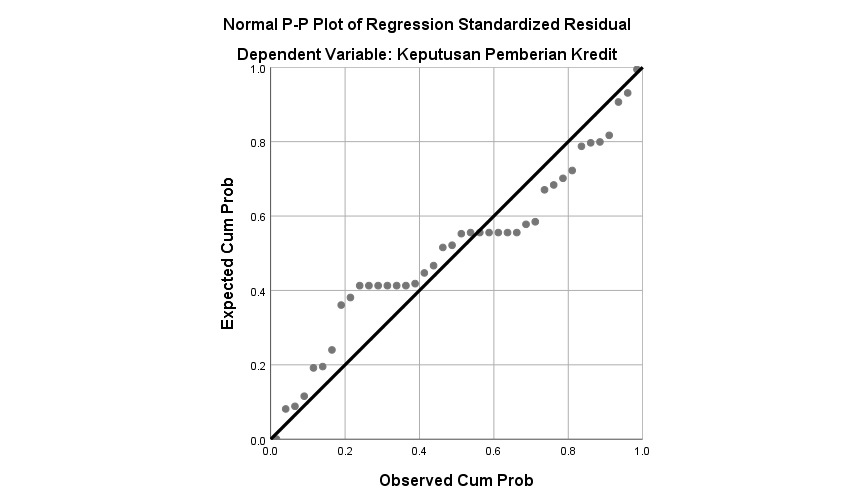 Normal P-P Plot of Regression Standardized Residual
Dependent Variable: Keputusan Pemberian Kredit
1.0
0.8
0.6
0.4
0.2
0.0
Expected Cum Prob
0.0 0.2 0.4 0.6 0.8 1.0
Observed Cum Prob